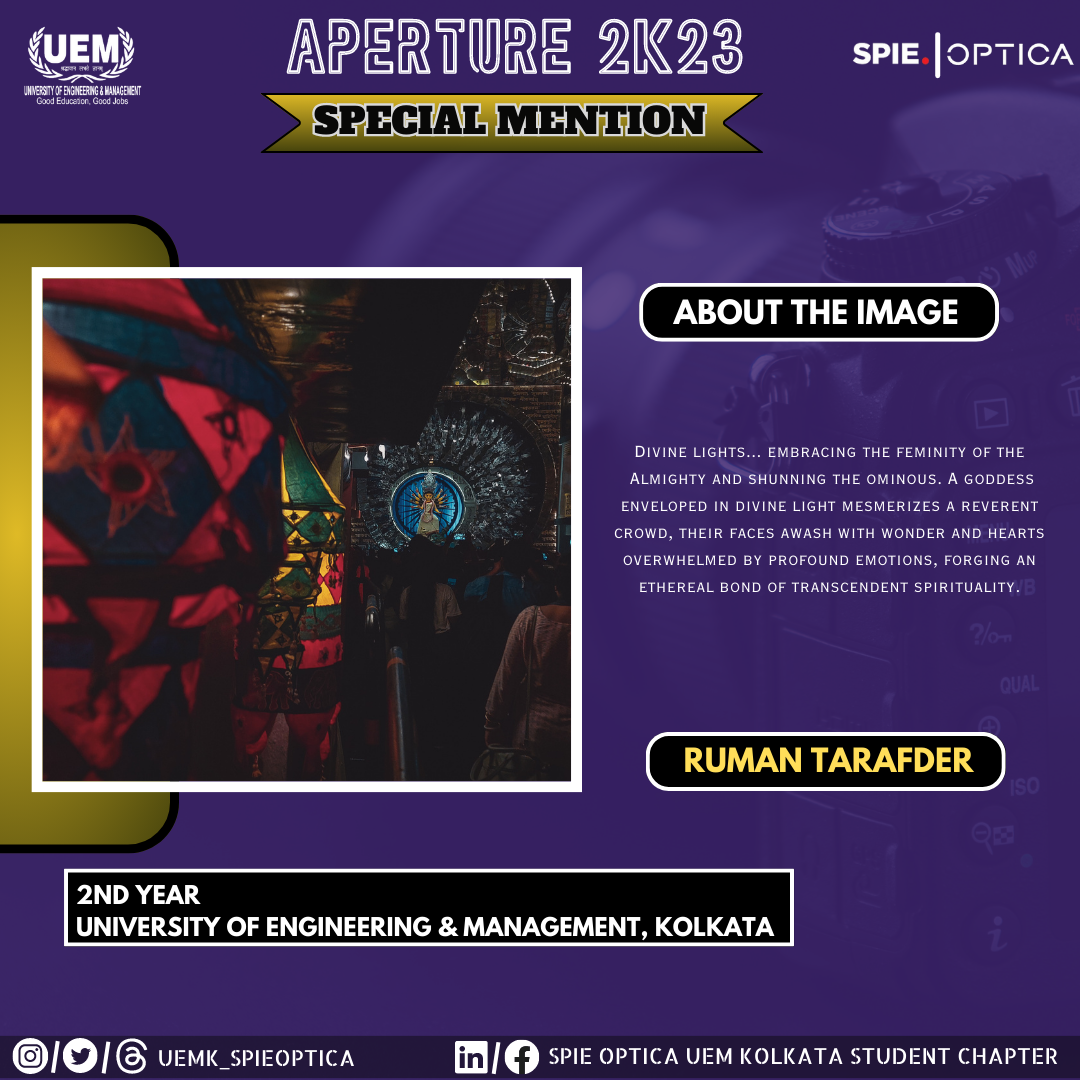 UEM
UNIVERSITY OF ENGINEERING & MANAGEMENT
Good Education, Good Jobs
APERTURE 2K23
SPIE. | OPTICA
SPECIAL MENTION
ABOUT THE IMAGE
Divine lights... embracing the feminity of the
Almighty and shunning the ominous. A goddess
enveloped in divine light mesmerizes a reverent
crowd, their faces awash with wonder and hearts
overwhelmed by profound emotions, forging an
ethereal bond of transcendent spirituality.
?/
QUAL
RUMAN TARAFDER
ISO
2ND YEAR
UNIVERSITY OF ENGINEERING & MANAGEMENT, KOLKATA
i
UEMK_SPIEOPTICA
SPIE OPTICA UEM KOLKATA STUDENT CHAPTER